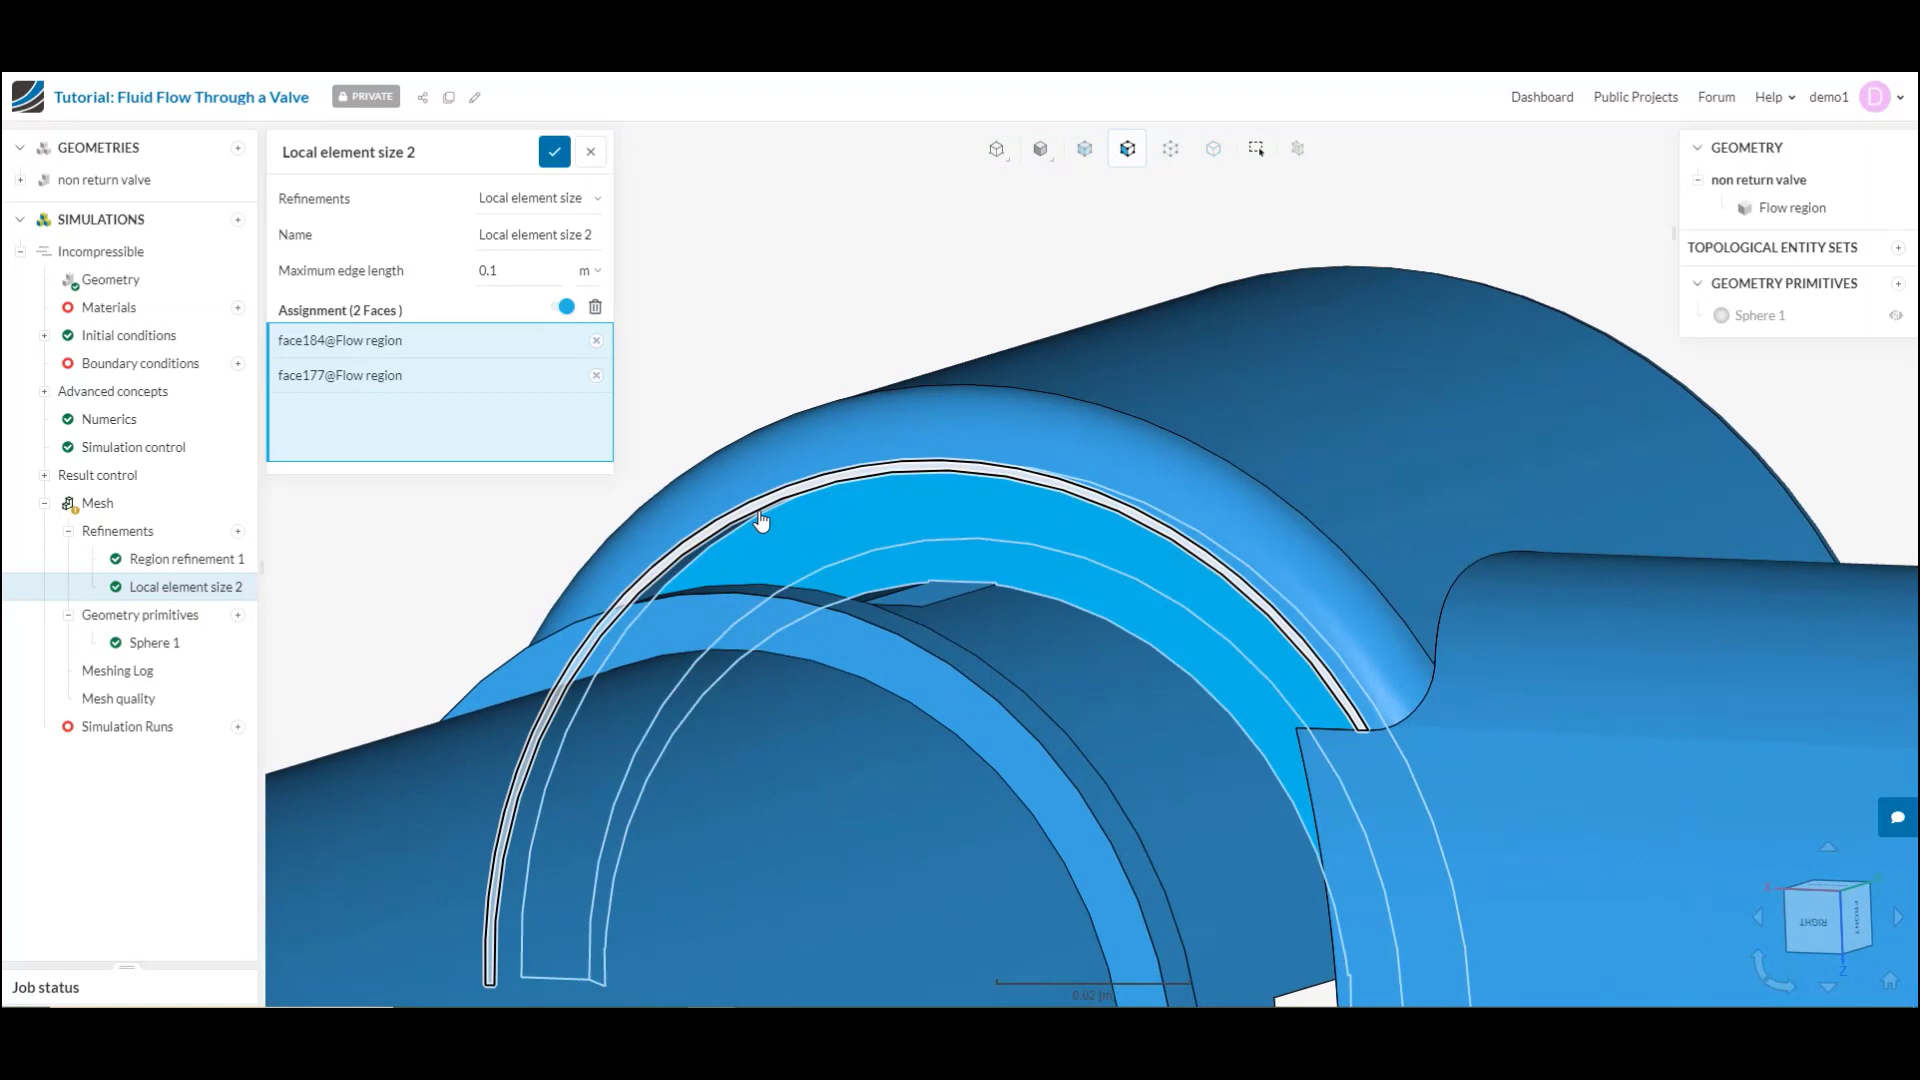 Tutorial: Fluid Flow Through a Valve
PRIVATE
Dashboard
Public Projects
Forum
Help
demo1
D
GEOMETRIES
non return valve
SIMULATIONS
Incompressible
Geometry
Materials
Initial conditions
Boundary conditions
Advanced concepts
Numerics
Simulation control
Result control
Mesh
Refinements
Region refinement 1
Local element size 2
Geometry primitives
Sphere 1
Meshing Log
Mesh quality
Simulation Runs
Job status
Local element size 2
Refinements Local element size
Name Local element size 2
Maximum edge length 0.1 m
Assignment (2 Faces )
face184@Flow region
face177@Flow region
GEOMETRY
non return valve
Flow region
TOPOLOGICAL ENTITY SETS
GEOMETRY PRIMITIVES
Sphere 1
0.02 [m]
X
RIGHT
FRONT
Z